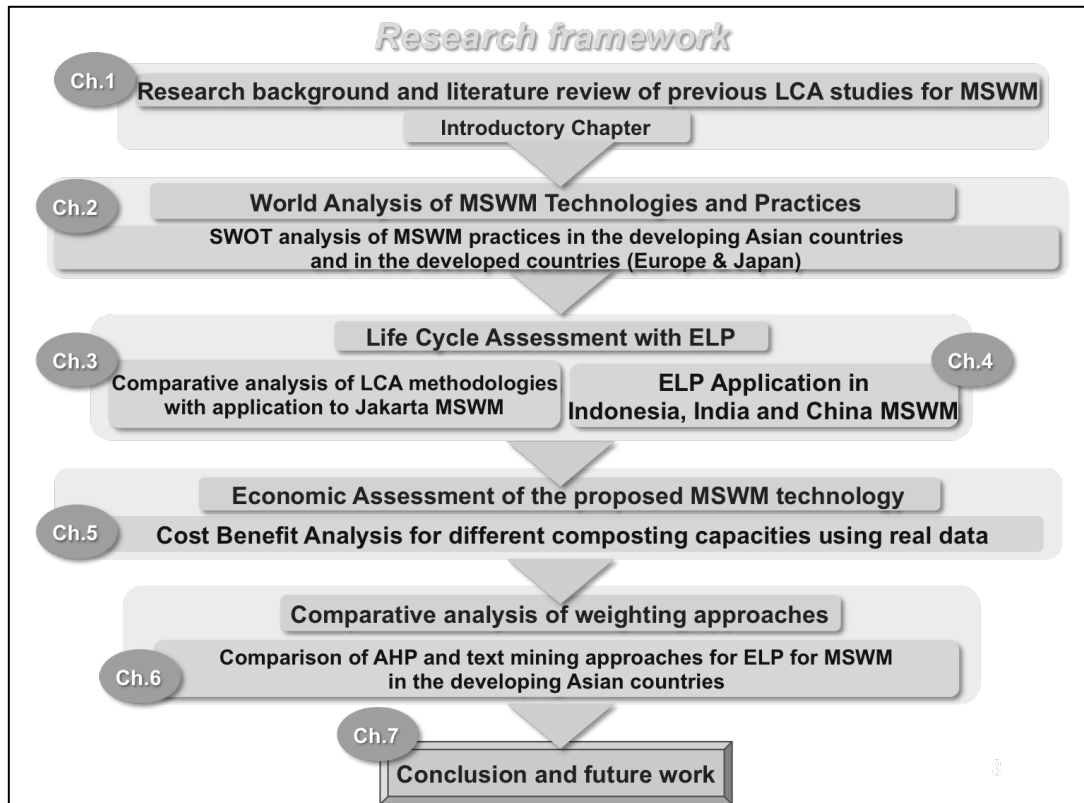 Research framework
Ch.1
Research background and literature review of previous LCA studies for MSWM
Introductory Chapter
Ch.2
World Analysis of MSWM Technologies and Practices
SWOT analysis of MSWM practices in the developing Asian countries
and in the developed countries (Europe & Japan)
Life Cycle Assessment with ELP
Ch.3
Comparative analysis of LCA methodologies
with application to Jakarta MSWM
Ch.4
ELP Application in
Indonesia, India and China MSWM
Economic Assessment of the proposed MSWM technology
Ch.5
Cost Benefit Analysis for different composting capacities using real data
Comparative analysis of weighting approaches
Ch.6
Comparison of AHP and text mining approaches for ELP for MSWM
in the developing Asian countries
Ch.7
Conclusion and future work